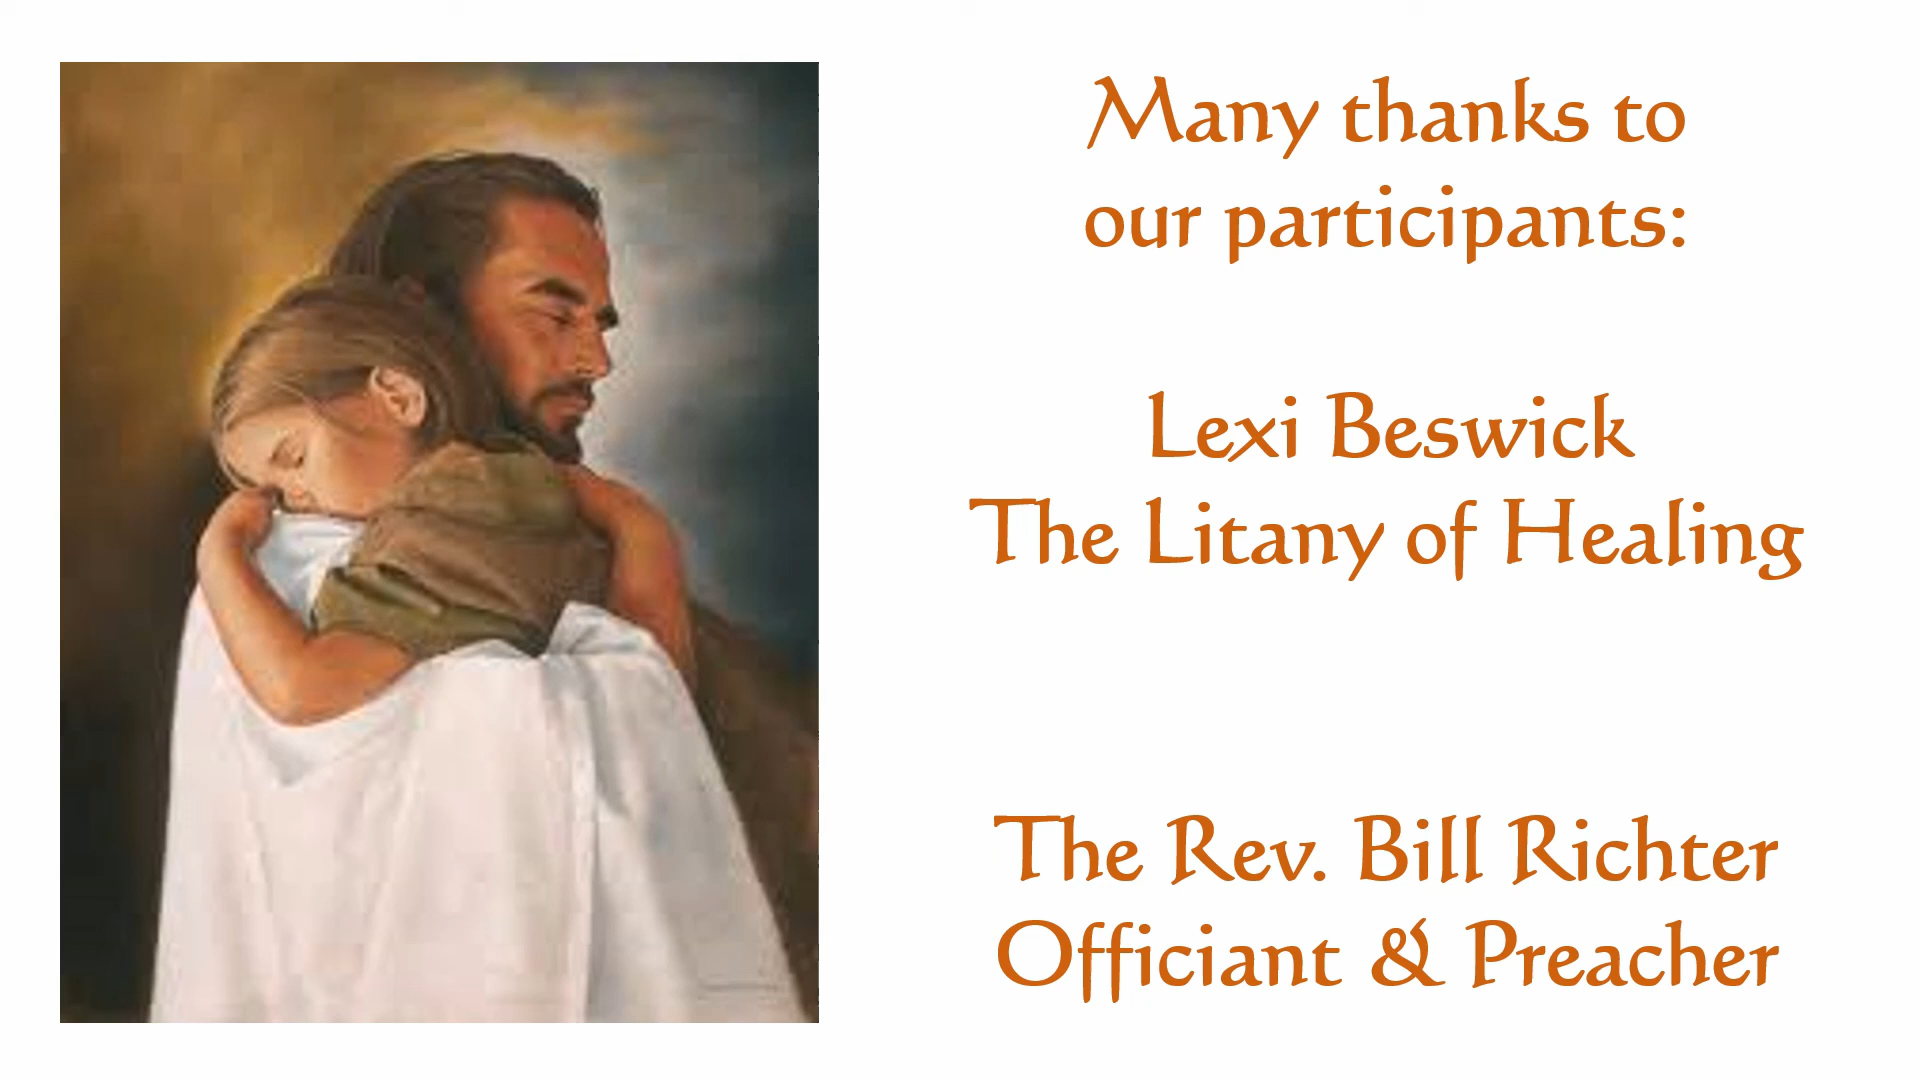 Many thanks to
our participants:
Lexi Beswick
The Litany of Healing
The Rev. Bill Richter
Officiant & Preacher